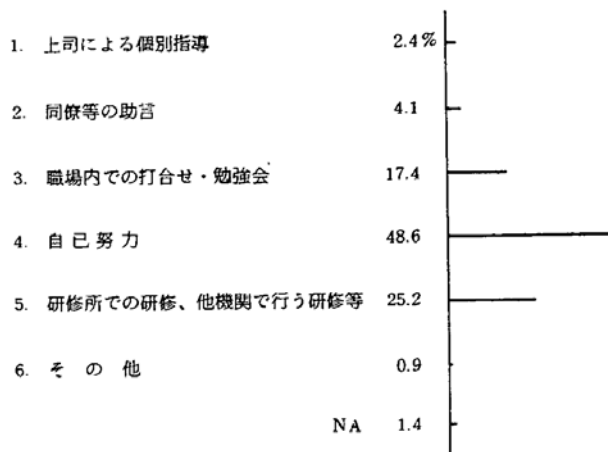 1. 上司による個別指導 2.4%
2. 同僚等の助言 4.1
3. 職場内での打合せ・勉強会 17.4
4. 自己努力 48.6
5. 研修所での研修、他機関で行う研修等 25.2
6. その他 0.9
NA 1.4